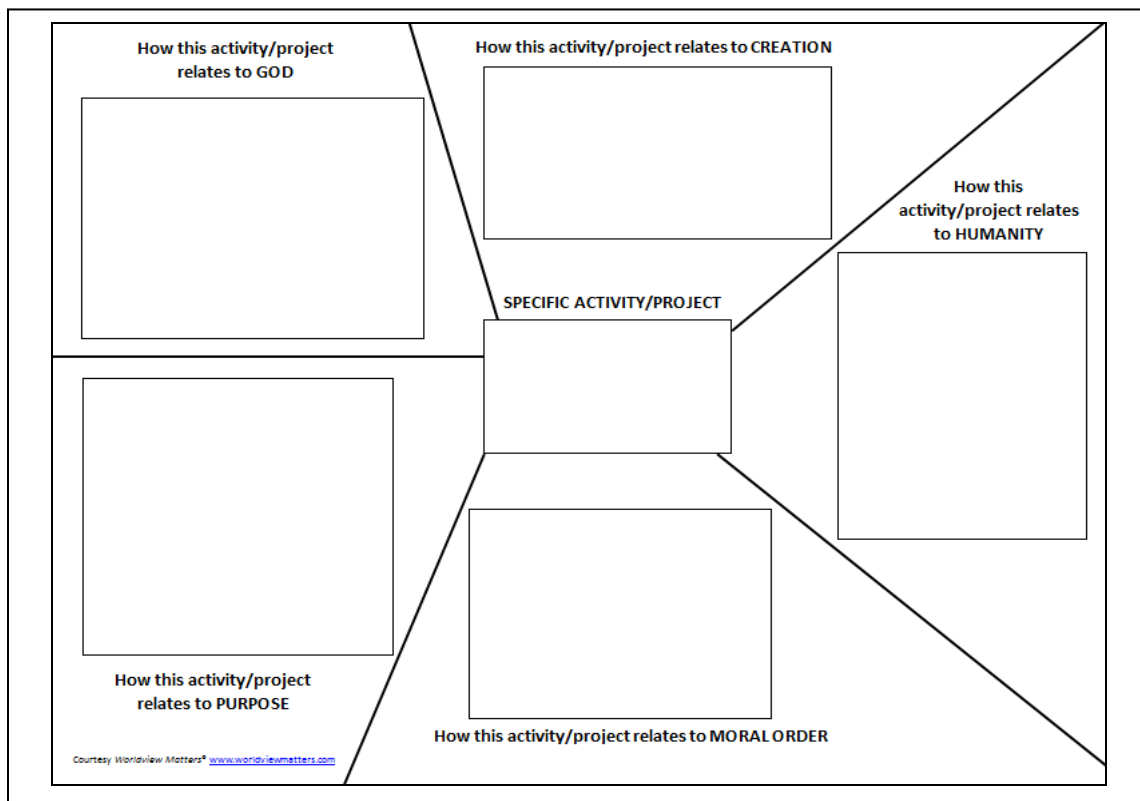 How this activity/project
relates to GOD
How this activity/project relates to CREATION
How this
activity/project relates
to HUMANITY
SPECIFIC ACTIVITY/PROJECT
How this activity/project
relates to PURPOSE
How this activity/project relates to MORAL ORDER
Courtesy Worldview Matters® www.worldviewmatters.com